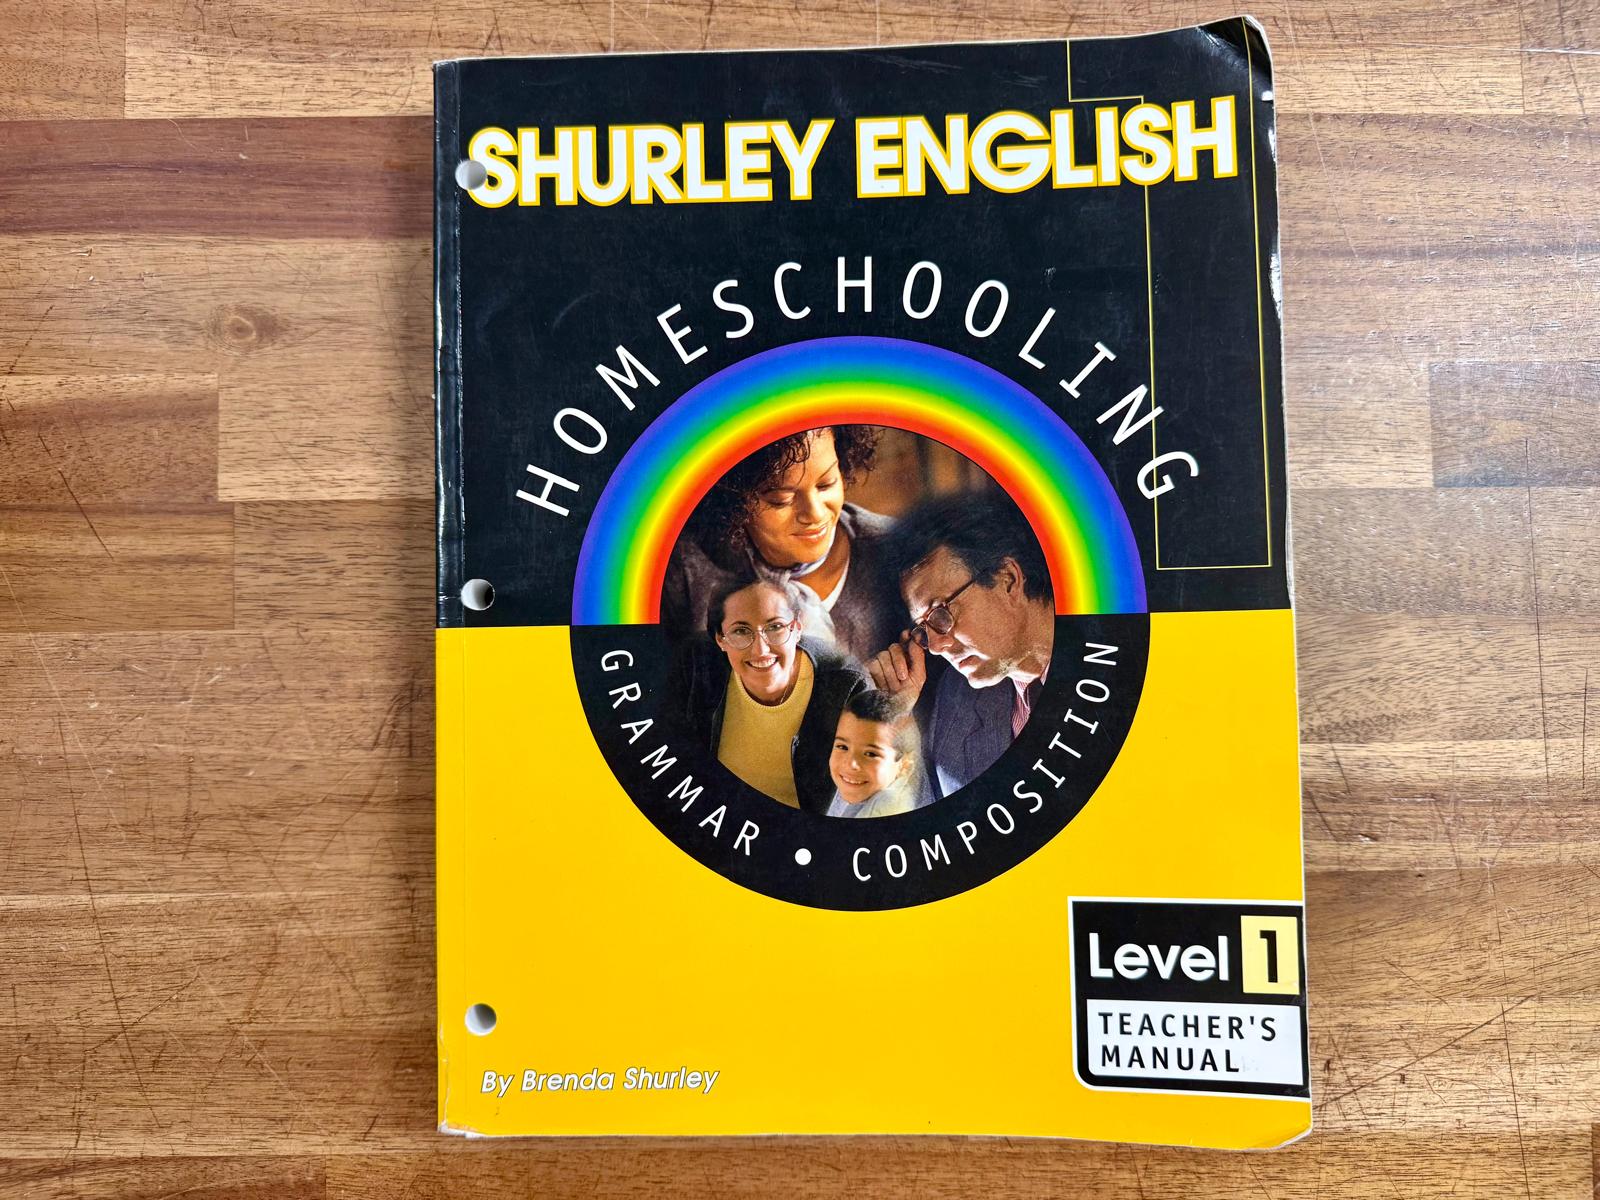 SHURLEY ENGLISH
HOMESCHOOLING
GRAMMAR • COMPOSITION
Level 1
TEACHER'S
MANUAL
By Brenda Shurley